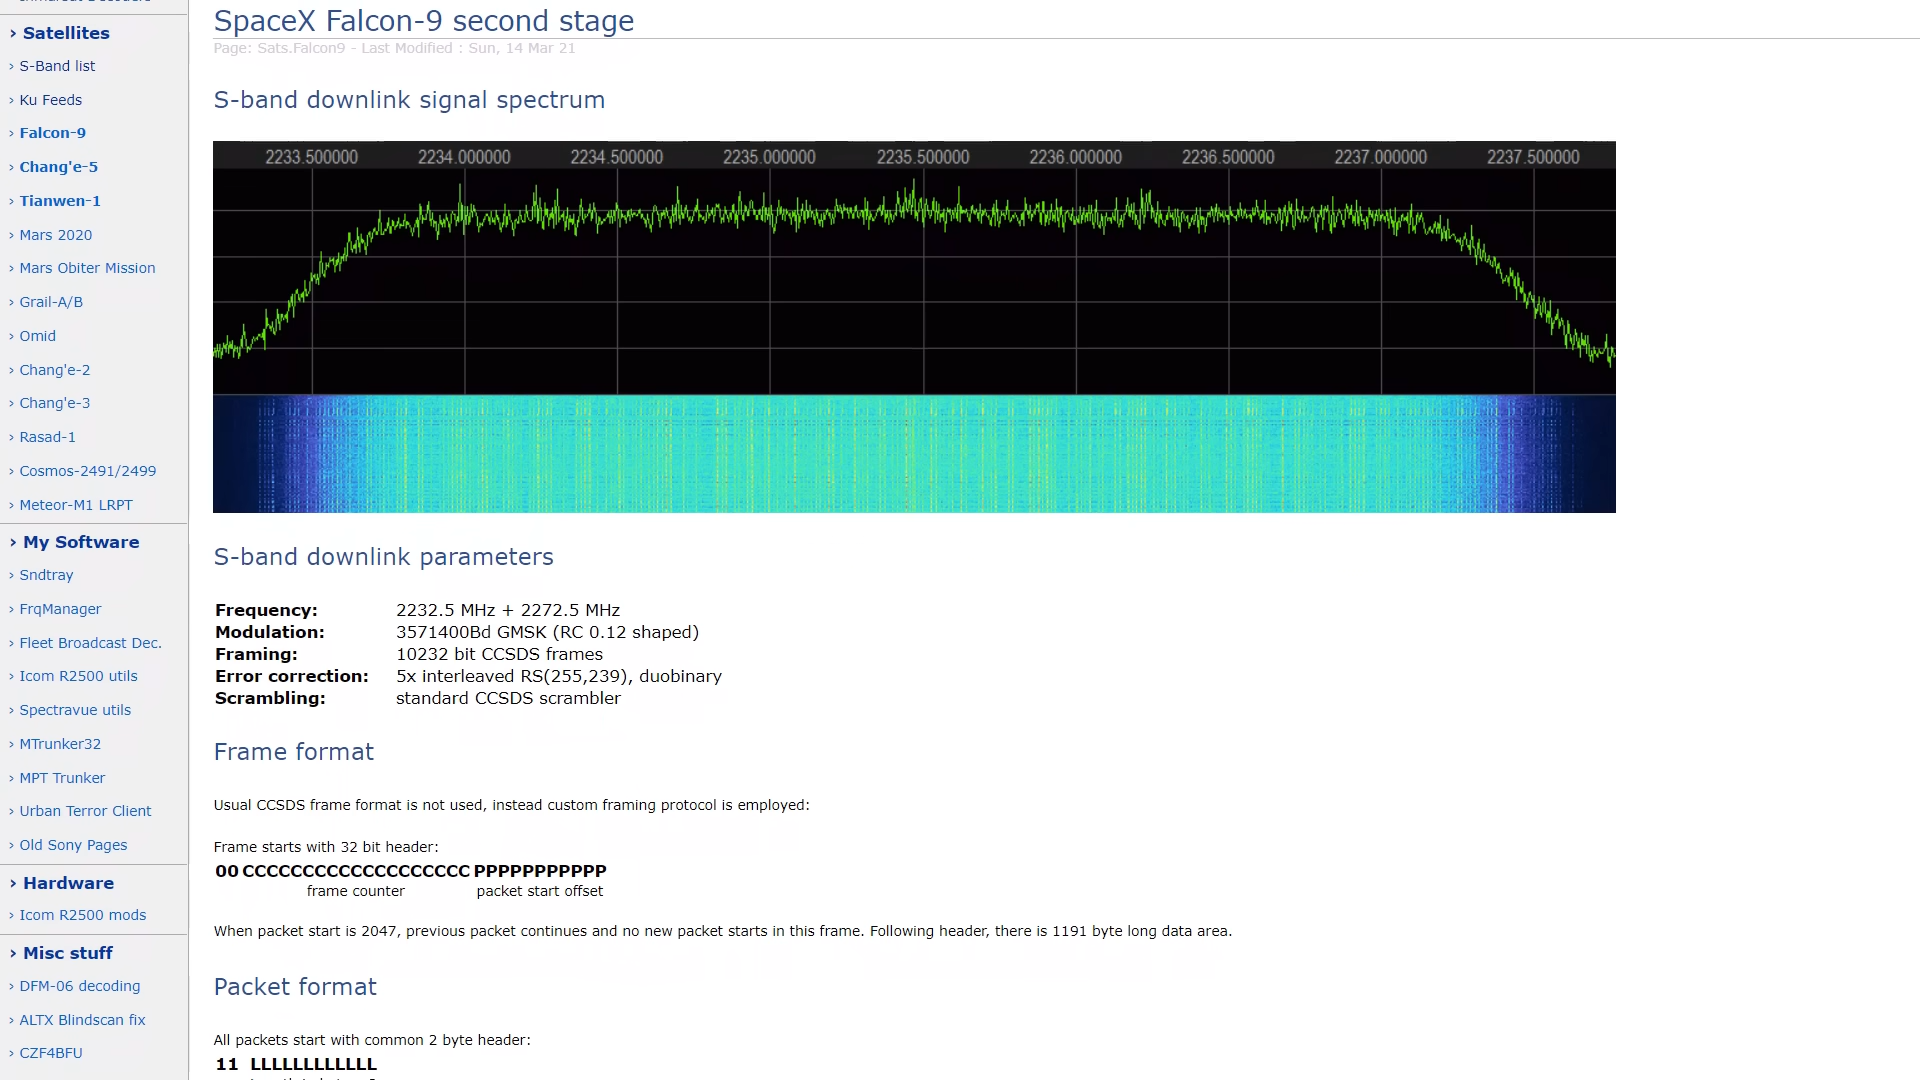 › Satellites
› S-Band list
› Ku Feeds
› Falcon-9
› Chang'e-5
› Tianwen-1
› Mars 2020
› Mars Obiter Mission
› Grail-A/B
› Omid
› Chang'e-2
› Chang'e-3
› Rasad-1
› Cosmos-2491/2499
› Meteor-M1 LRPT
› My Software
› Sndtray
› FrqManager
› Fleet Broadcast Dec.
› Icom R2500 utils
› Spectravue utils
› MTrunker32
› MPT Trunker
› Urban Terror Client
› Old Sony Pages
› Hardware
› Icom R2500 mods
› Misc stuff
› DFM-06 decoding
› ALTX Blindscan fix
› CZF4BFU
SpaceX Falcon-9 second stage
Page: Sats.Falcon9 - Last Modified : Sun, 14 Mar 21
S-band downlink signal spectrum
2233.500000 2234.000000 2234.500000 2235.000000 2235.500000 2236.000000 2236.500000 2237.000000 2237.500000
S-band downlink parameters
Frequency: 2232.5 MHz + 2272.5 MHz
Modulation: 3571400Bd GMSK (RC 0.12 shaped)
Framing: 10232 bit CCSDS frames
Error correction: 5x interleaved RS(255,239), duobinary
Scrambling: standard CCSDS scrambler
Frame format
Usual CCSDS frame format is not used, instead custom framing protocol is employed:
Frame starts with 32 bit header:
00 CCCCCCCCCCCCCCCCCCC PPPPPPPPPPP
frame counter packet start offset
When packet start is 2047, previous packet continues and no new packet starts in this frame. Following header, there is 1191 byte long data area.
Packet format
All packets start with common 2 byte header:
11 LLLLLLLLLLLL